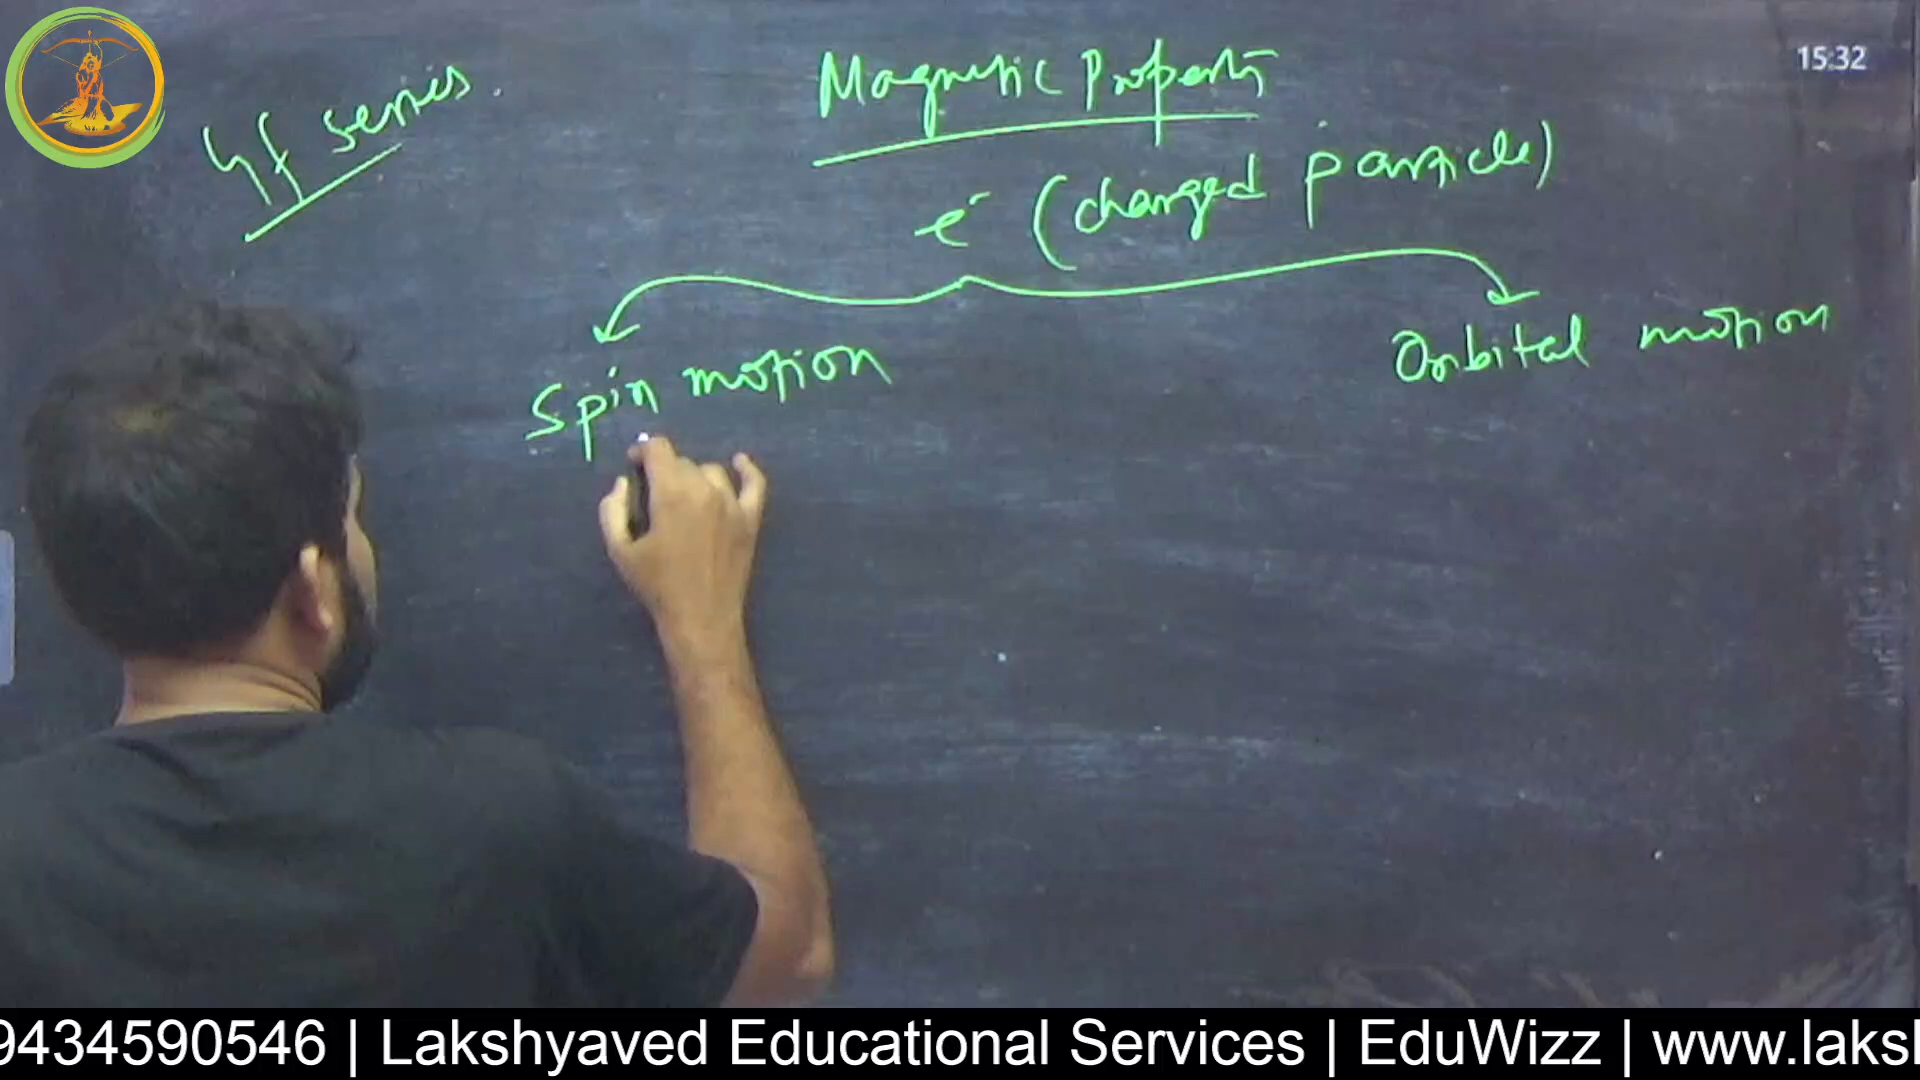 15:32
Magnetic Property
4f series.
e⁻ (charged particle)
Spin motion
Orbital motion
9434590546 | Lakshyaved Educational Services | EduWizz | www.laksh